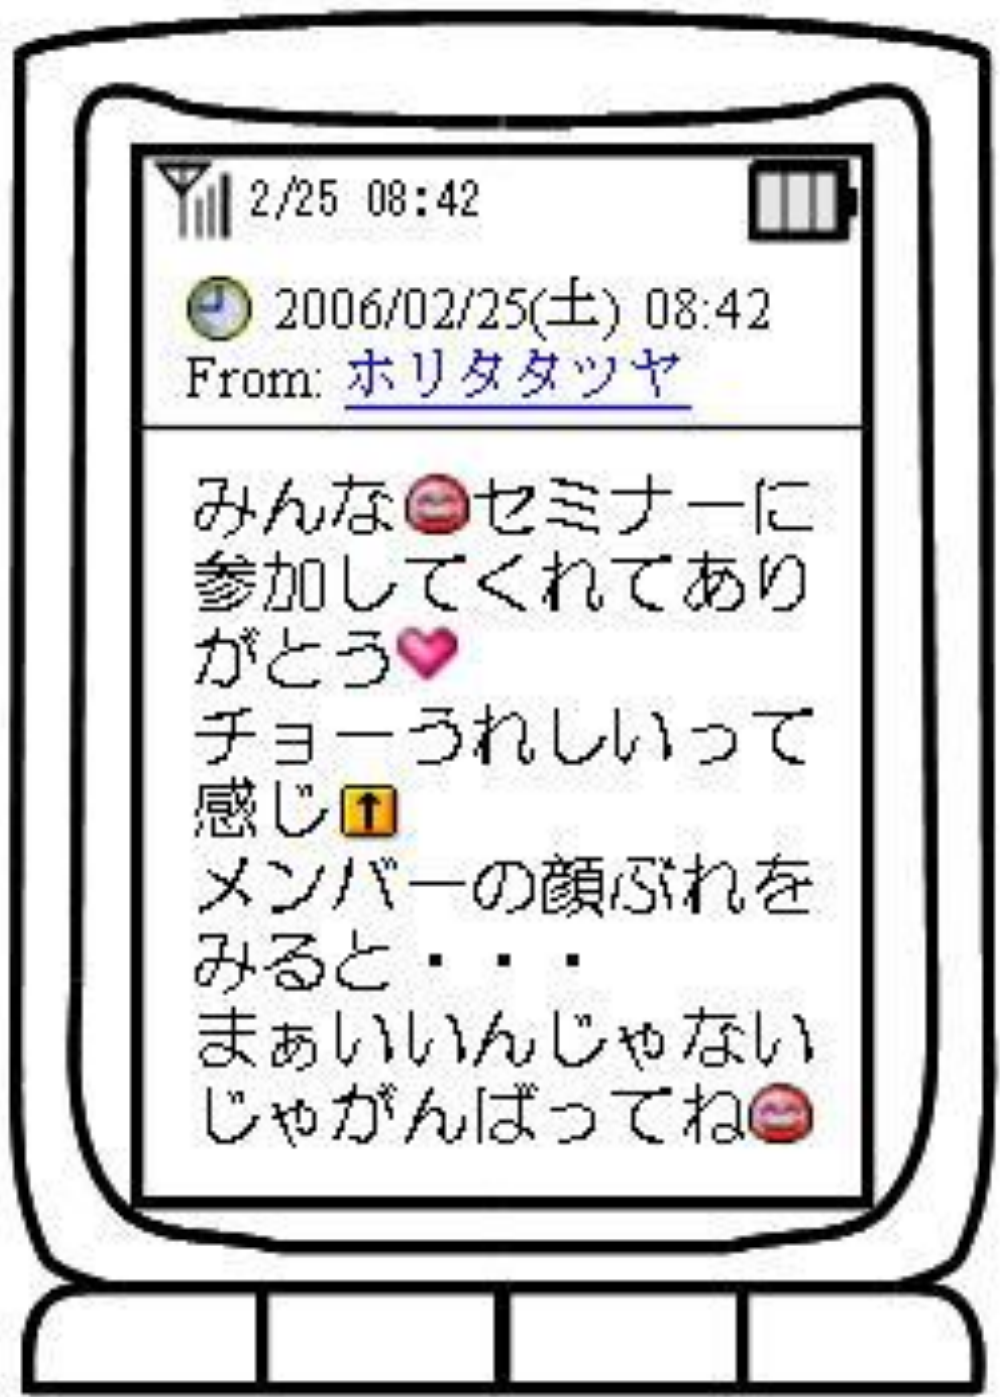 2/25 08:42
2006/02/25(土) 08:42
From: ホリタタツヤ
みんな😊セミナーに
参加してくれてあり
がとう💗
チョーうれしいって
感じ⬆
メンバーの顔ぶれを
みると・・・
まぁいいんじゃない
じゃがんばってね😊